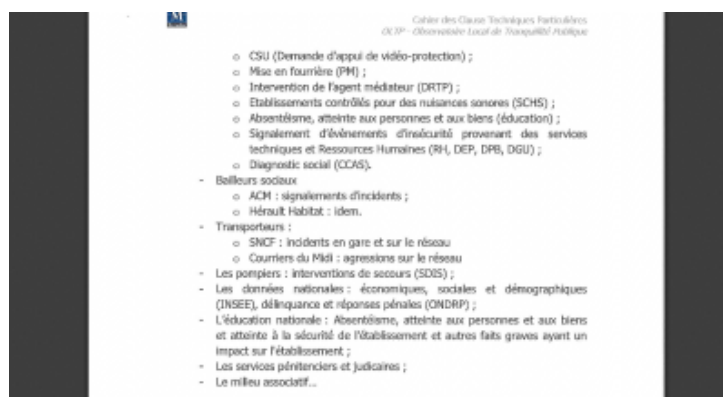 M
Cahier des Clause Techniques Particulières
OLTP - Observatoire Local de Tranquillité Publique
o CSU (Demande d'appui de vidéo-protection) ;
o Mise en fourrière (PM) ;
o Intervention de l'agent médiateur (DRTP) ;
o Etablissements contrôlés pour des nuisances sonores (SCHS) ;
o Absentéisme, atteinte aux personnes et aux biens (éducation) ;
o Signalement d'évènements d'insécurité provenant des services
techniques et Ressources Humaines (RH, DEP, DPB, DGU) ;
o Diagnostic social (CCAS).
- Bailleurs sociaux
o ACM : signalements d'incidents ;
o Hérault Habitat : idem.
- Transporteurs :
o SNCF : incidents en gare et sur le réseau
o Courriers du Midi : agressions sur le réseau
- Les pompiers : interventions de secours (SDIS) ;
- Les données nationales : économiques, sociales et démographiques
(INSEE), délinquance et réponses pénales (ONDRP) ;
- L'éducation nationale : Absentéisme, atteinte aux personnes et aux biens
et atteinte à la sécurité de l'établissement et autres faits graves ayant un
impact sur l'établissement ;
- Les services pénitenciers et judicaires ;
- Le milieu associatif...